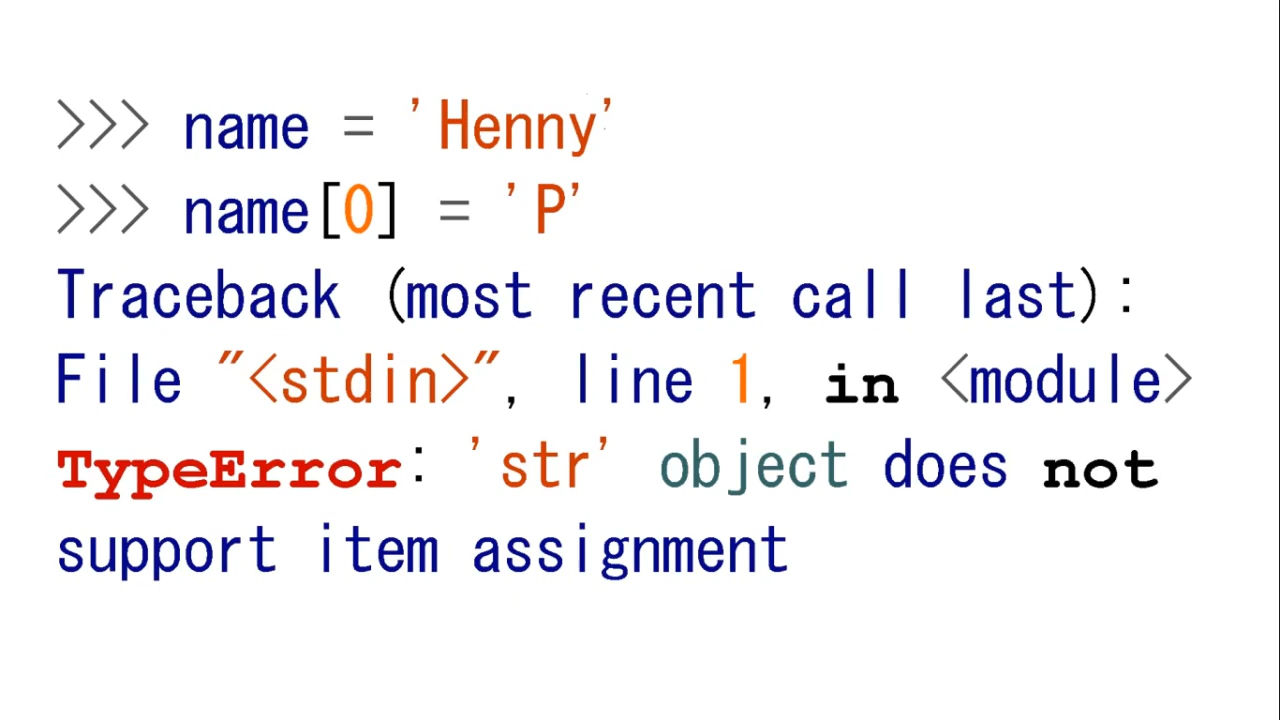 >>> name = 'Henny'
>>> name[0] = 'P'
Traceback (most recent call last):
File "<stdin>", line 1, in <module>
TypeError: 'str' object does not
support item assignment